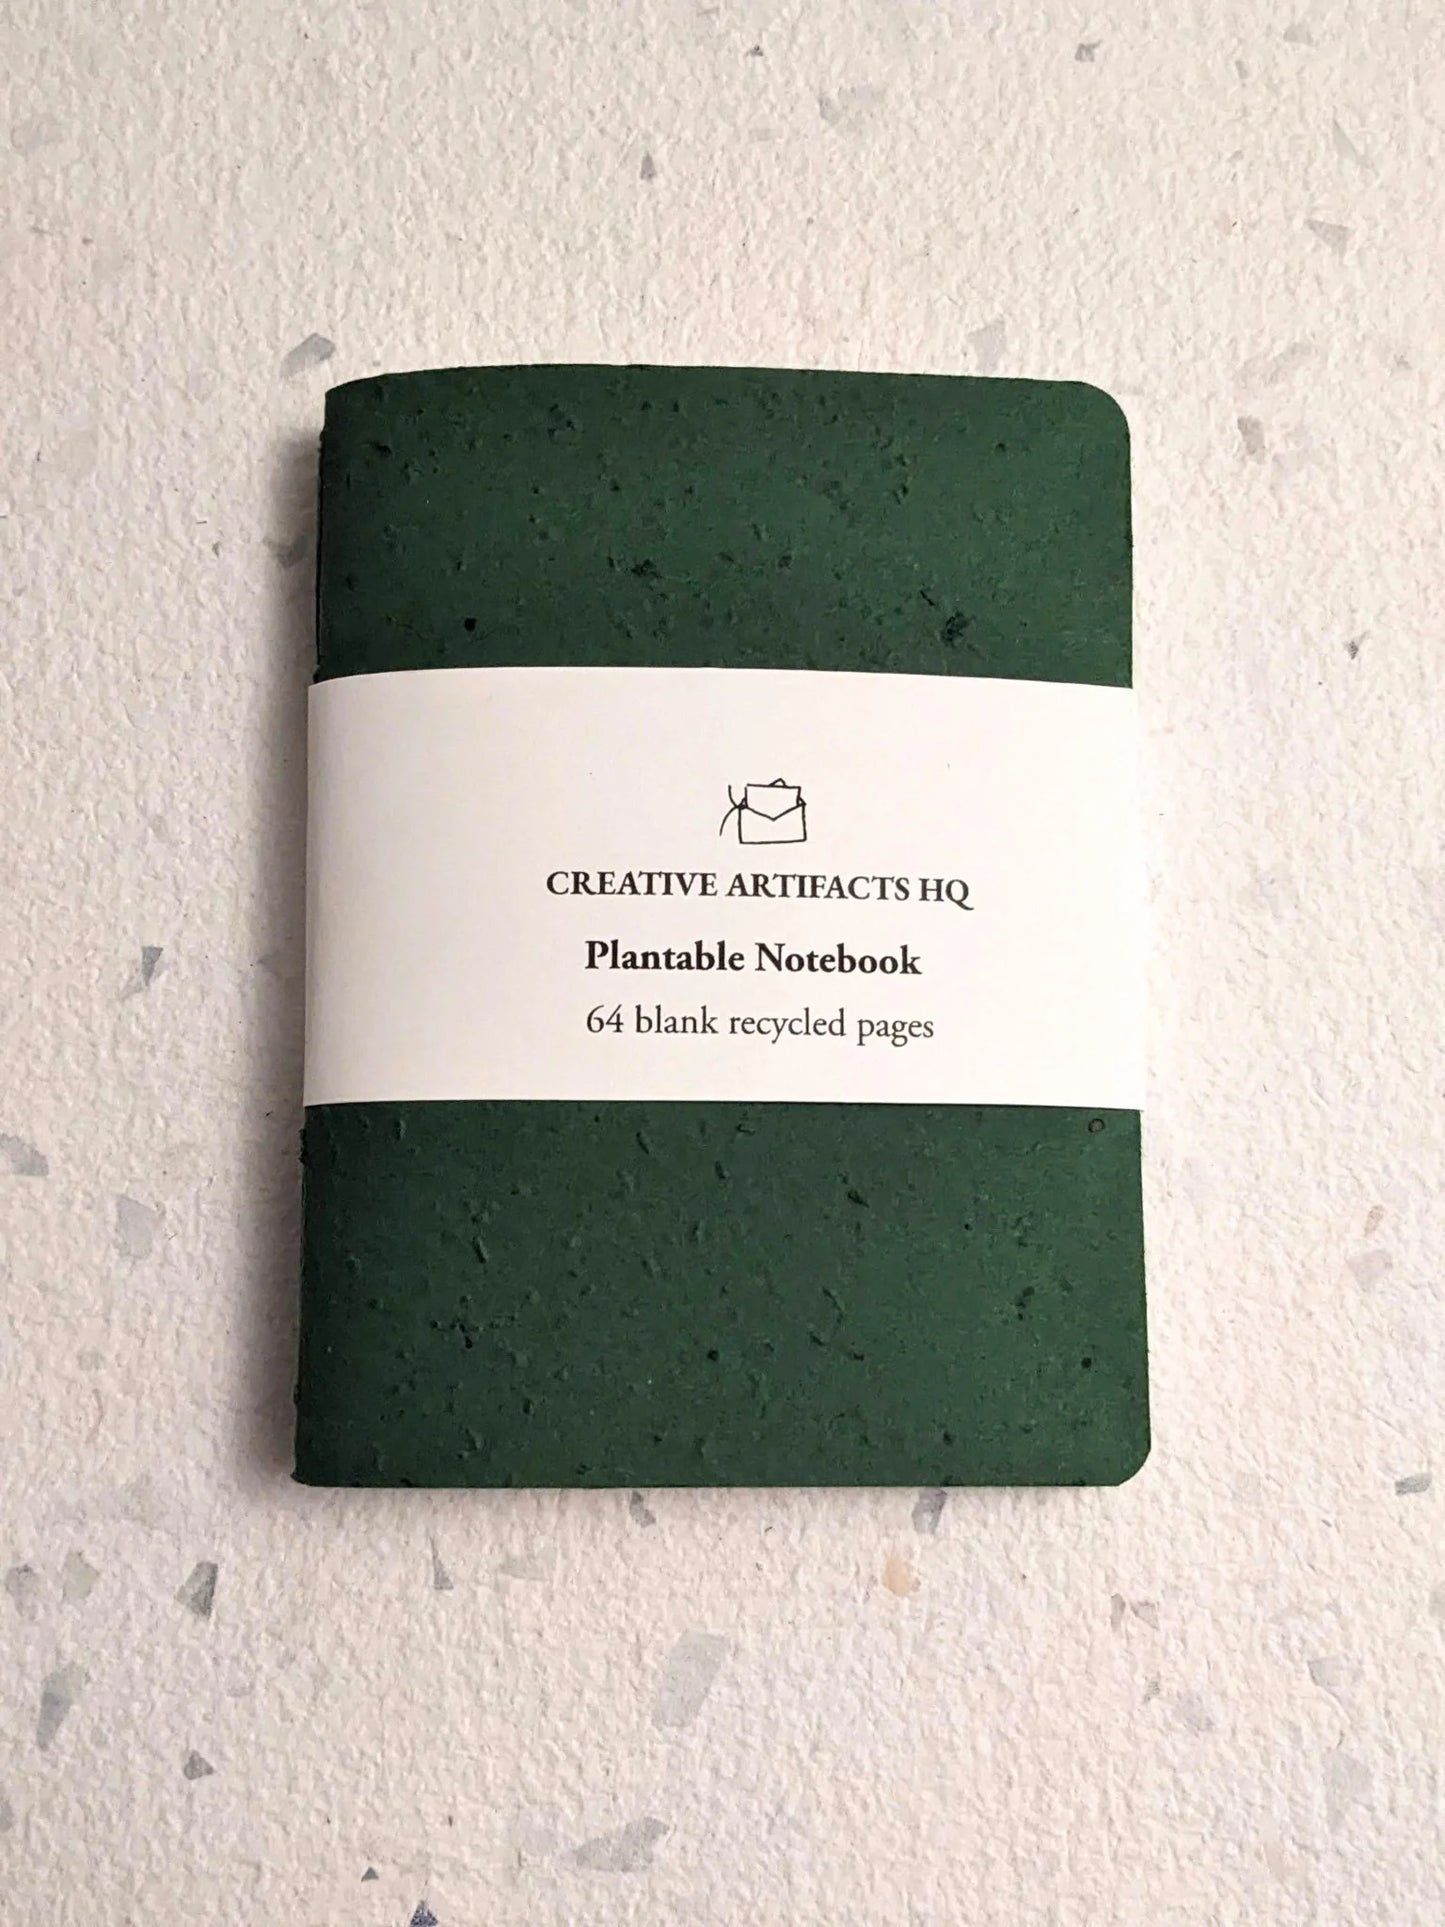 CREATIVE ARTIFACTS HQ
Plantable Notebook
64 blank recycled pages